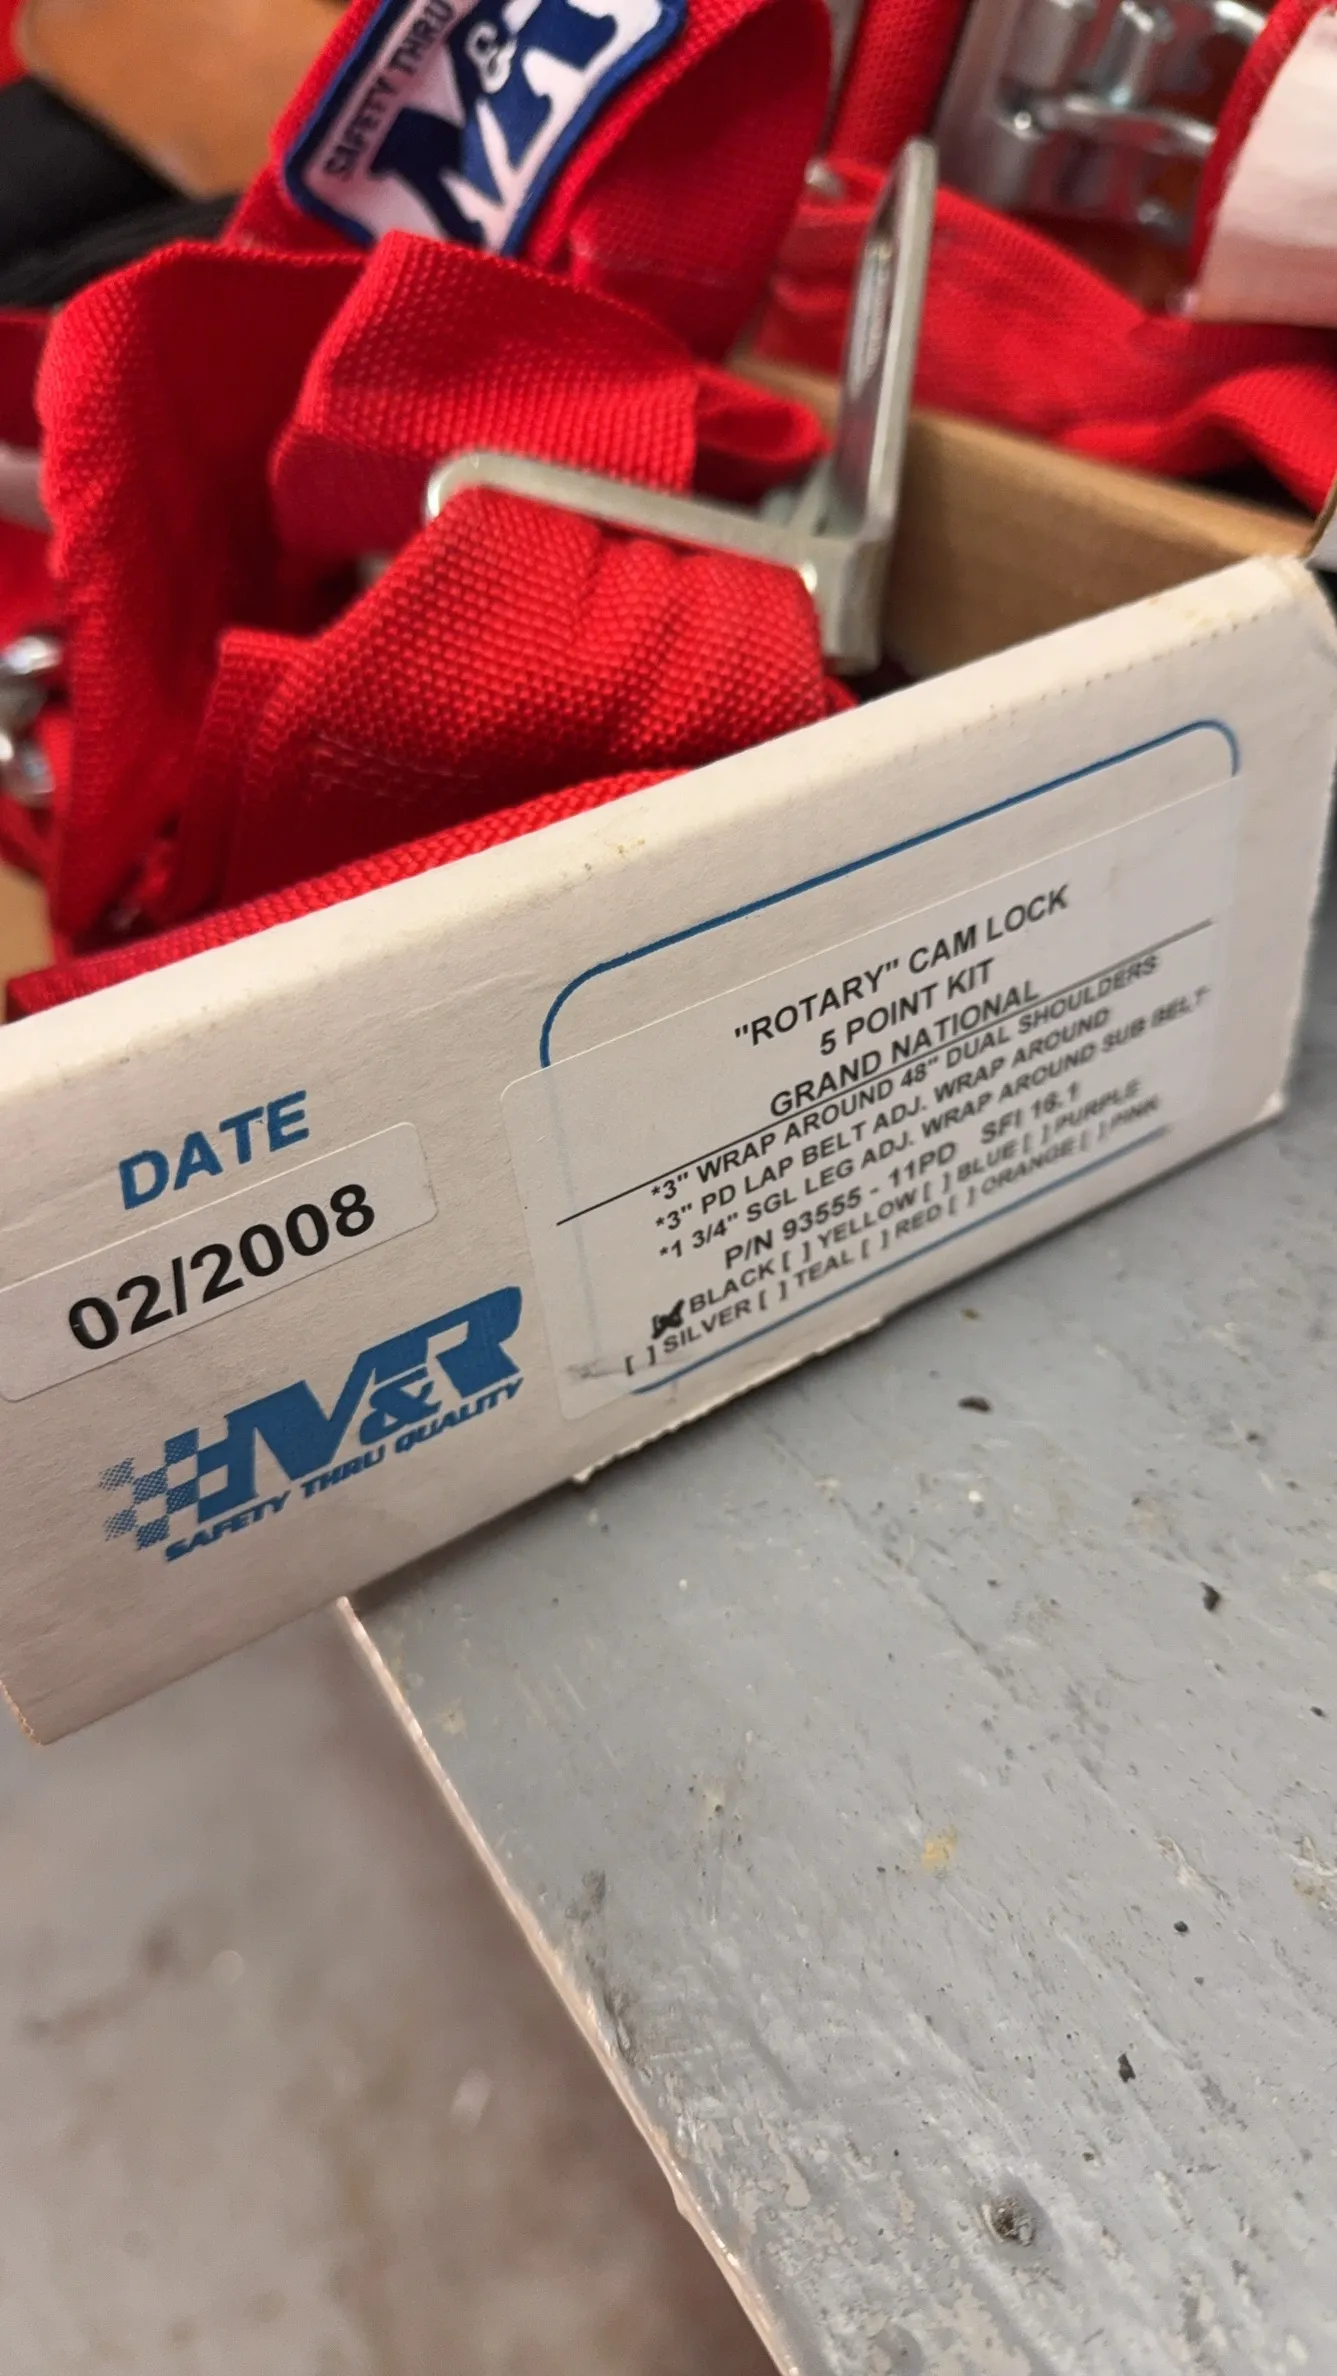 SAFETY THRU
M&
"ROTARY" CAM LOCK
5 POINT KIT
GRAND NATIONAL
*3" WRAP AROUND 48" DUAL SHOULDERS
*3" PD LAP BELT ADJ. WRAP AROUND
*1 3/4" SGL LEG ADJ. WRAP AROUND SUB BELT
P/N 93555 - 11PD SFI 16.1
BLACK [ ] YELLOW [ ] BLUE [ ] PURPLE
[ ] SILVER [ ] TEAL [ ] RED [ ] ORANGE [ ] PINK
DATE
02/2008
M&R
SAFETY THRU QUALITY